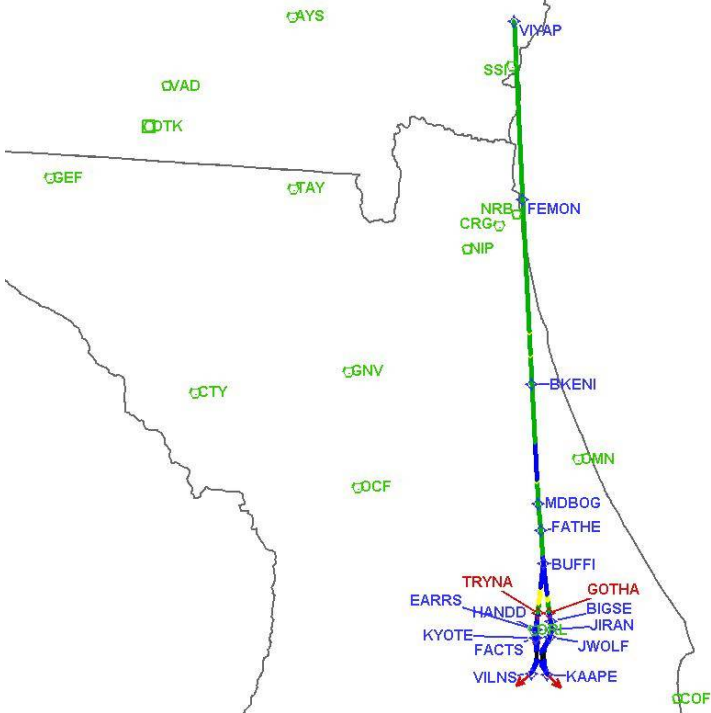 AYS
VIYAP
SSI
VAD
OTK
GEF
TAY
NRB
FEMON
CRG
NIP
GNV
BKENI
CTY
OMN
OCF
MDBOG
FATHE
BUFFI
TRYNA
GOTHA
EARRS
HANDD
BIGSE
JIRAN
KYOTE
FACTS
JWOLF
VILNS
KAAPE
COF